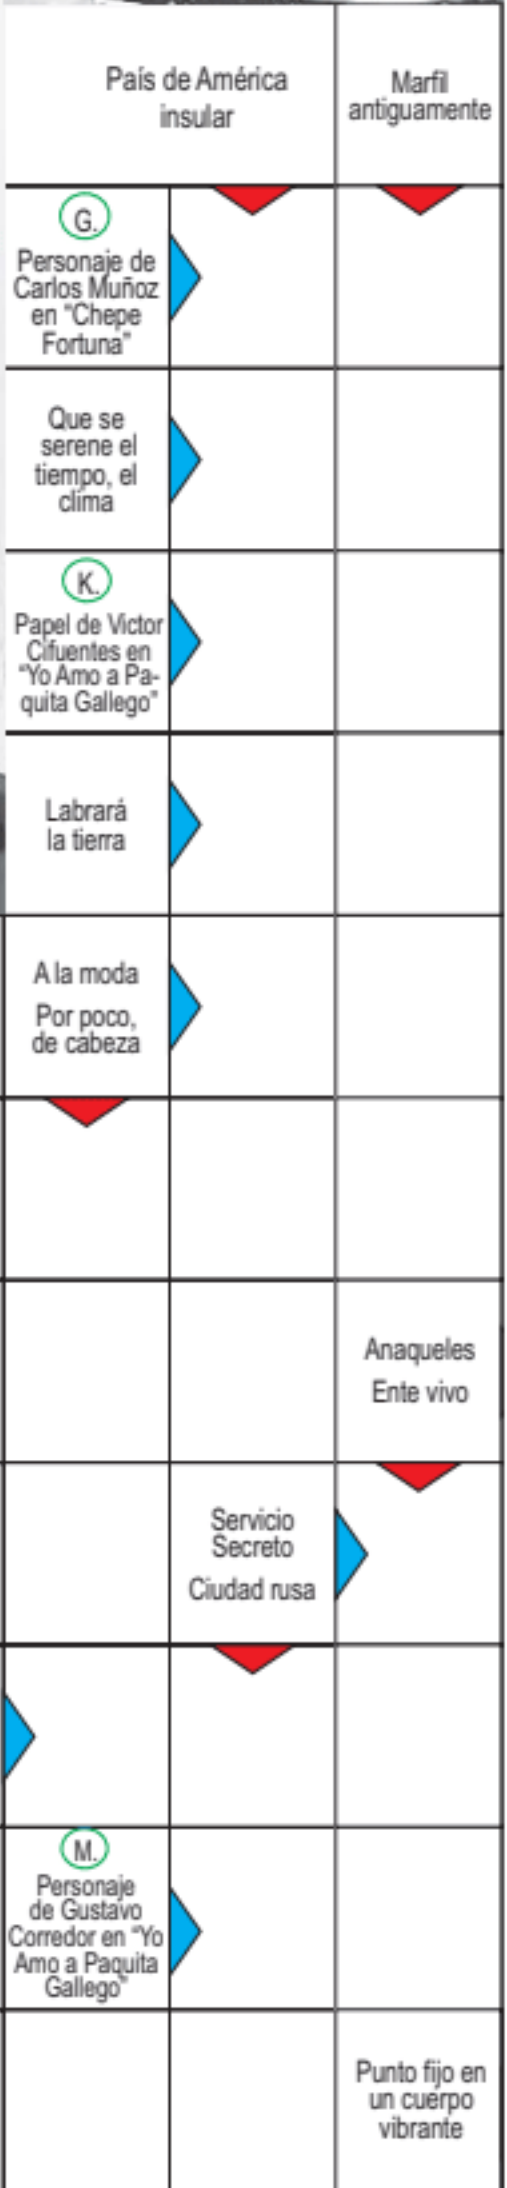 País de América
insular
Marfil
antiguamente
G.
Personaje de
Carlos Muñoz
en “Chepe
Fortuna”
Que se
serene el
tiempo, el
clima
K.
Papel de Victor
Cifuentes en
“Yo Amo a Pa-
quita Gallego”
Labrará
la tierra
A la moda
Por poco,
de cabeza
Anaqueles
Ente vivo
Servicio
Secreto
Ciudad rusa
M.
Personaje
de Gustavo
Corredor en “Yo
Amo a Paquita
Gallego”
Punto fijo en
un cuerpo
vibrante